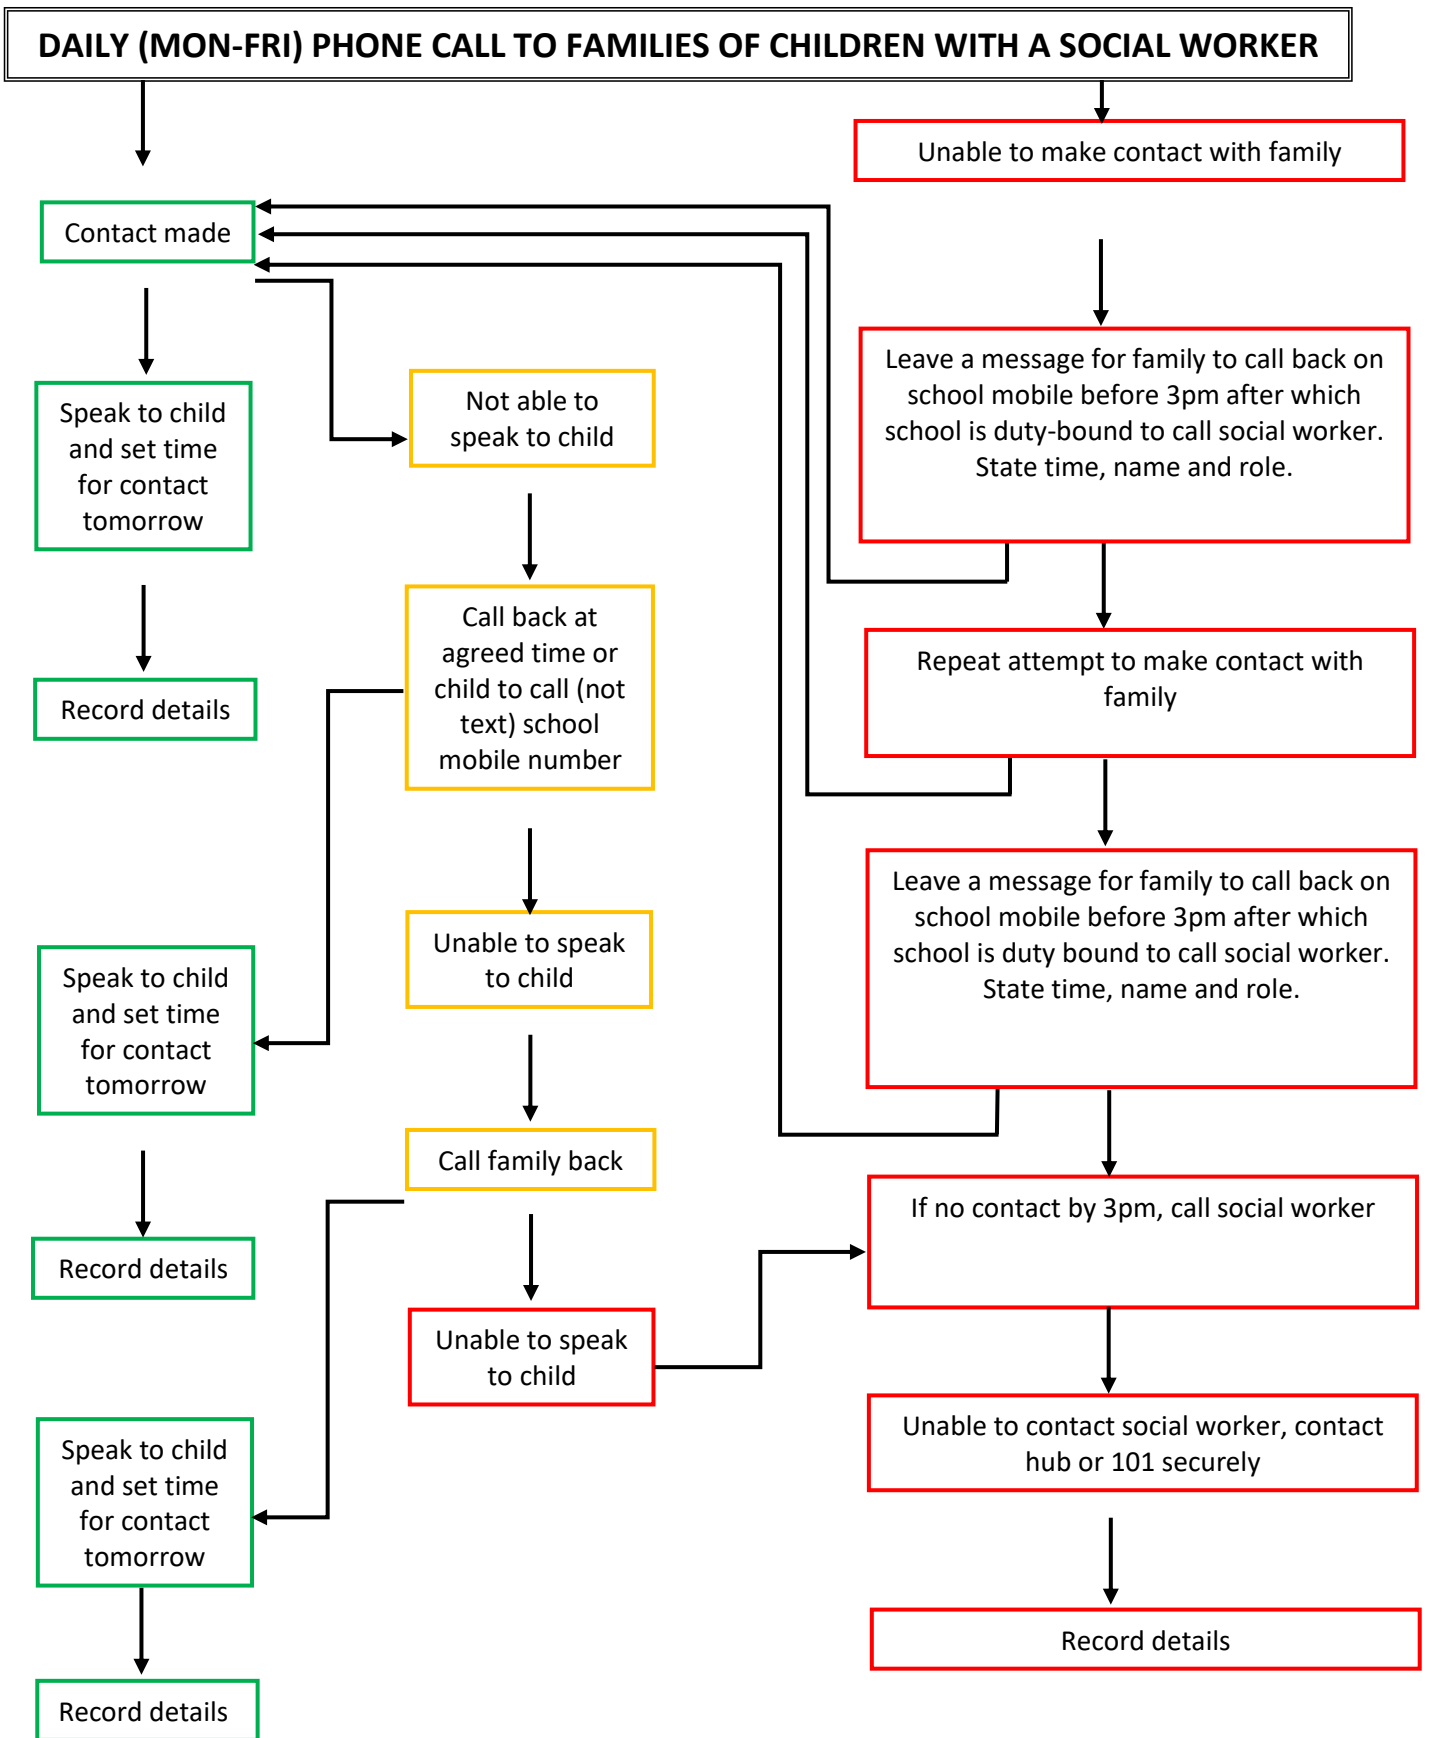 DAILY (MON-FRI) PHONE CALL TO FAMILIES OF CHILDREN WITH A SOCIAL WORKER
Unable to make contact with family
Contact made
Leave a message for family to call back on
school mobile before 3pm after which
school is duty-bound to call social worker.
State time, name and role.
Speak to child
and set time
for contact
tomorrow
Not able to
speak to child
Call back at
agreed time or
child to call (not
text) school
mobile number
Repeat attempt to make contact with
family
Record details
Leave a message for family to call back on
school mobile before 3pm after which
school is duty bound to call social worker.
State time, name and role.
Unable to speak
to child
Speak to child
and set time
for contact
tomorrow
Call family back
If no contact by 3pm, call social worker
Record details
Unable to speak
to child
Unable to contact social worker, contact
hub or 101 securely
Speak to child
and set time
for contact
tomorrow
Record details
Record details